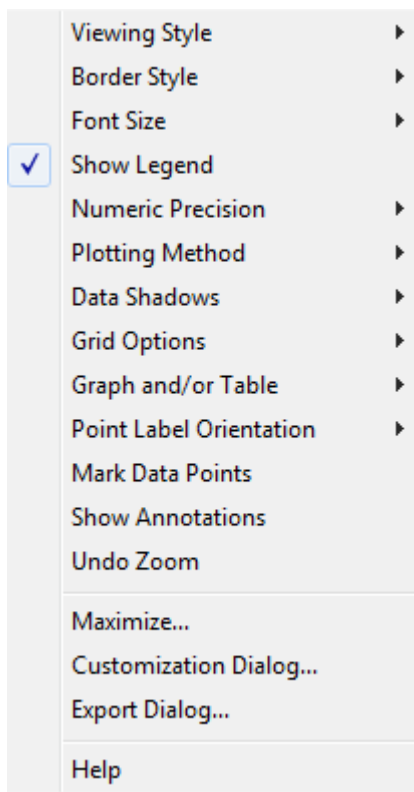 Viewing Style
Border Style
Font Size
Show Legend
Numeric Precision
Plotting Method
Data Shadows
Grid Options
Graph and/or Table
Point Label Orientation
Mark Data Points
Show Annotations
Undo Zoom
Maximize...
Customization Dialog...
Export Dialog...
Help